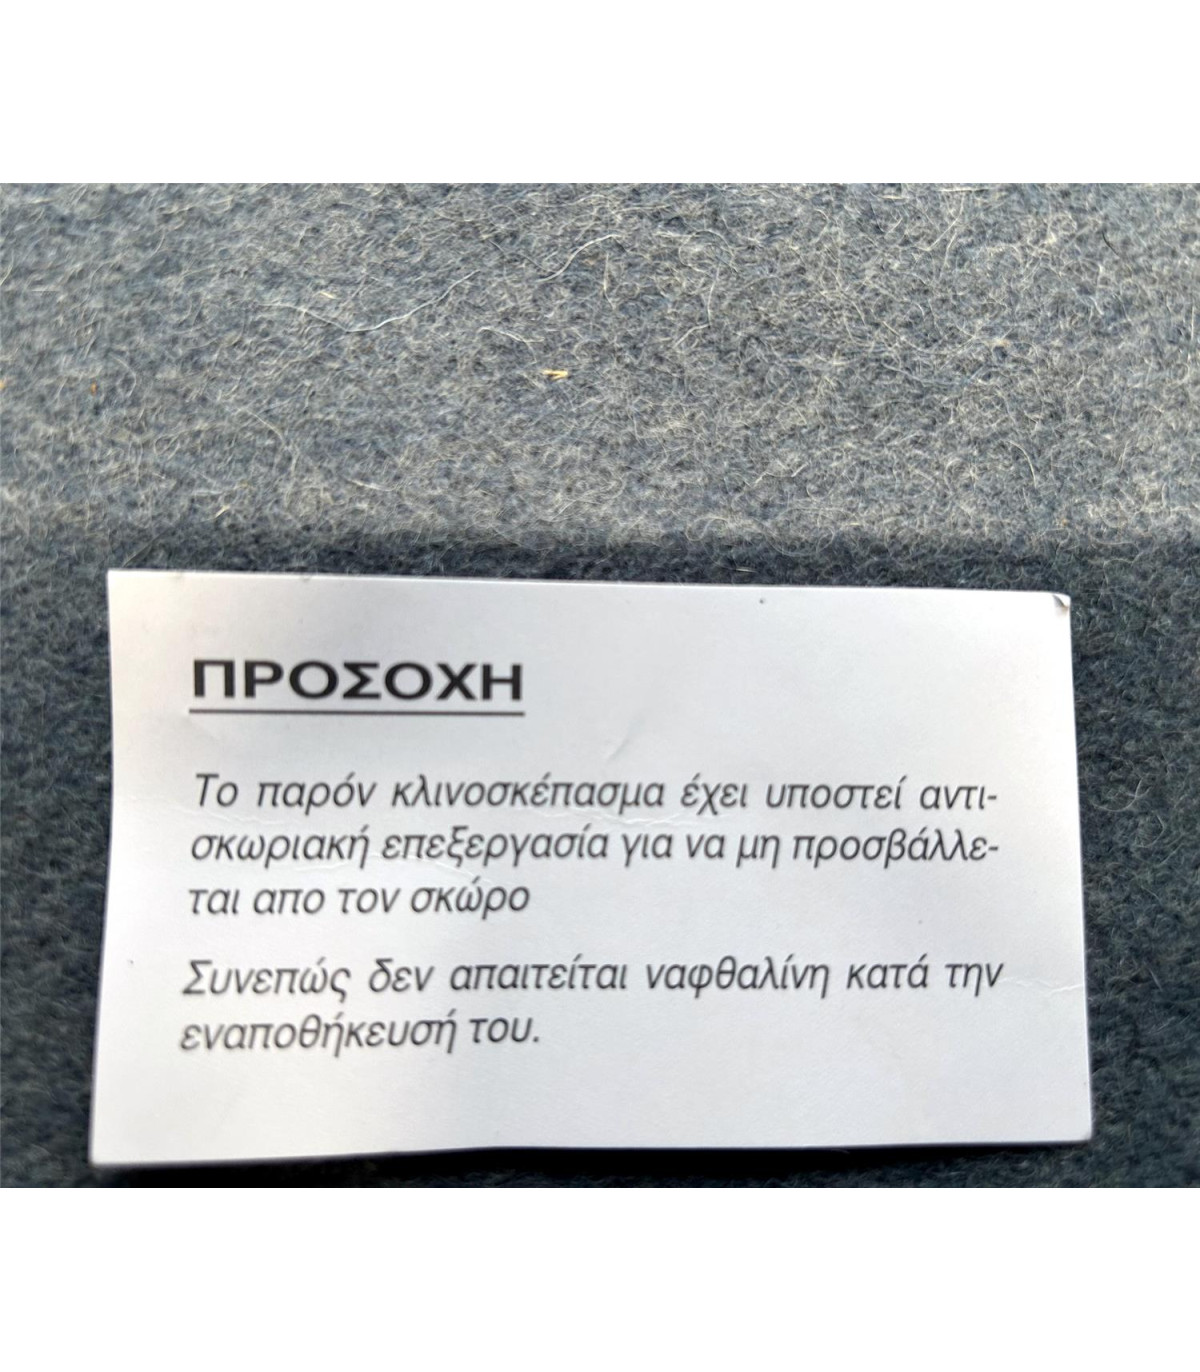 ΠΡΟΣΟΧΗ
Το παρόν κλινοσκέπασμα έχει υποστεί αντι-
σκωριακή επεξεργασία για να μη προσβάλλε-
ται απο τον σκώρο
Συνεπώς δεν απαιτείται ναφθαλίνη κατά την
εναποθήκευσή του.